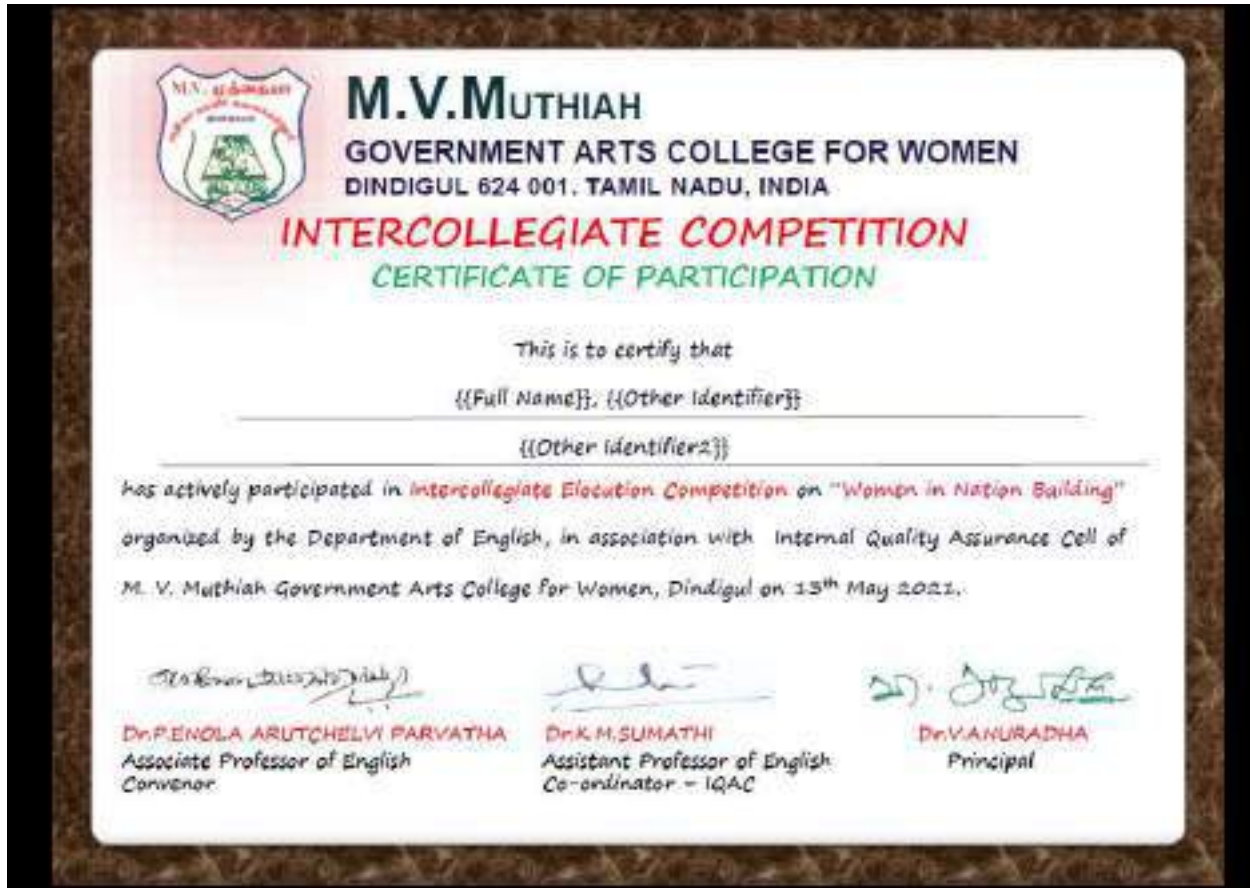 M.V. முத்தையா
M.V.MUTHIAH
GOVERNMENT ARTS COLLEGE FOR WOMEN
DINDIGUL 624 001. TAMIL NADU, INDIA
INTERCOLLEGIATE COMPETITION
CERTIFICATE OF PARTICIPATION
This is to certify that
{{Full Name}}, {{Other Identifier}}
{{Other Identifier2}}
has actively participated in Intercollegiate Elocution Competition on "Women in Nation Building"
organized by the Department of English, in association with Internal Quality Assurance Cell of
M. V. Muthiah Government Arts College for Women, Dindigul on 13th May 2021.
Dr.P.ENOLA ARUTCHELVI PARVATHA
Associate Professor of English
Convenor
Dr.K.M.SUMATHI
Assistant Professor of English
Co-ordinator – IQAC
Dr.V.ANURADHA
Principal